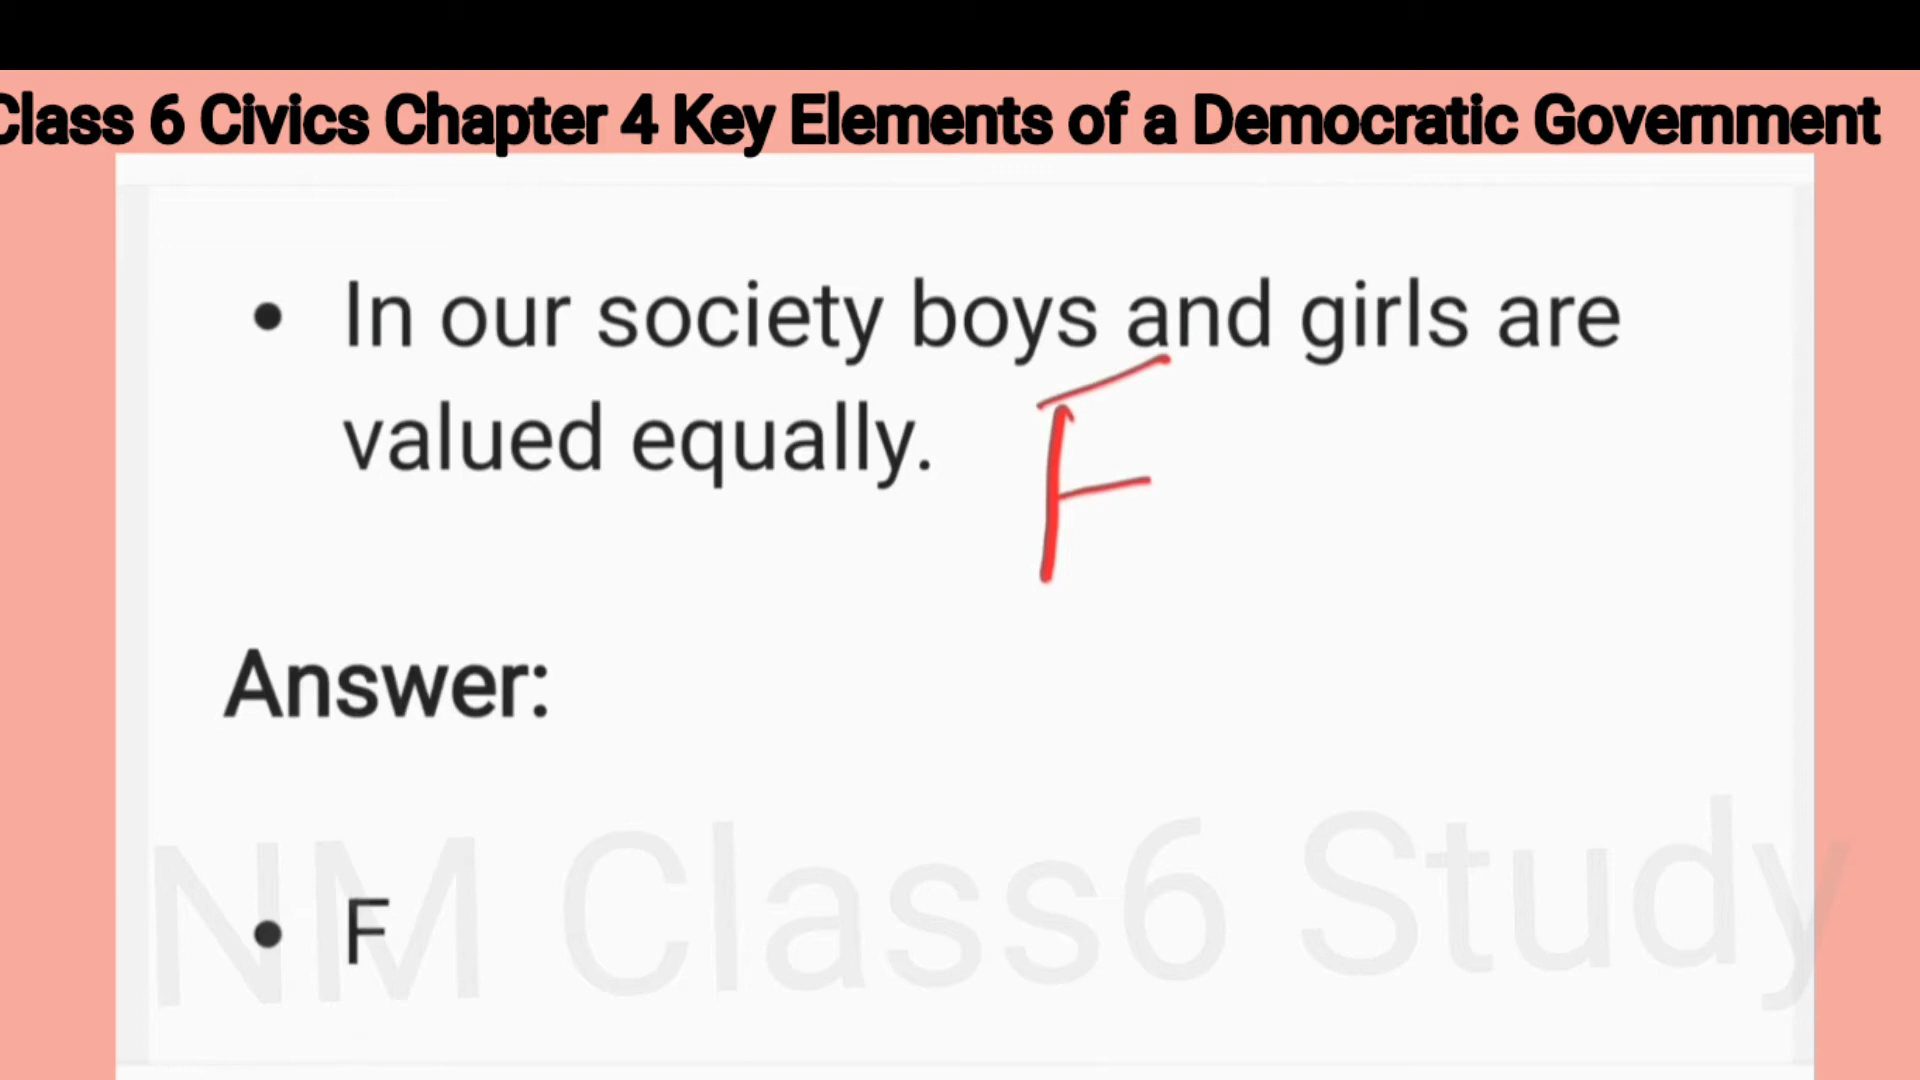 Class 6 Civics Chapter 4 Key Elements of a Democratic Government
• In our society boys and girls are
valued equally.
F
Answer:
NM Class6 Study
• F